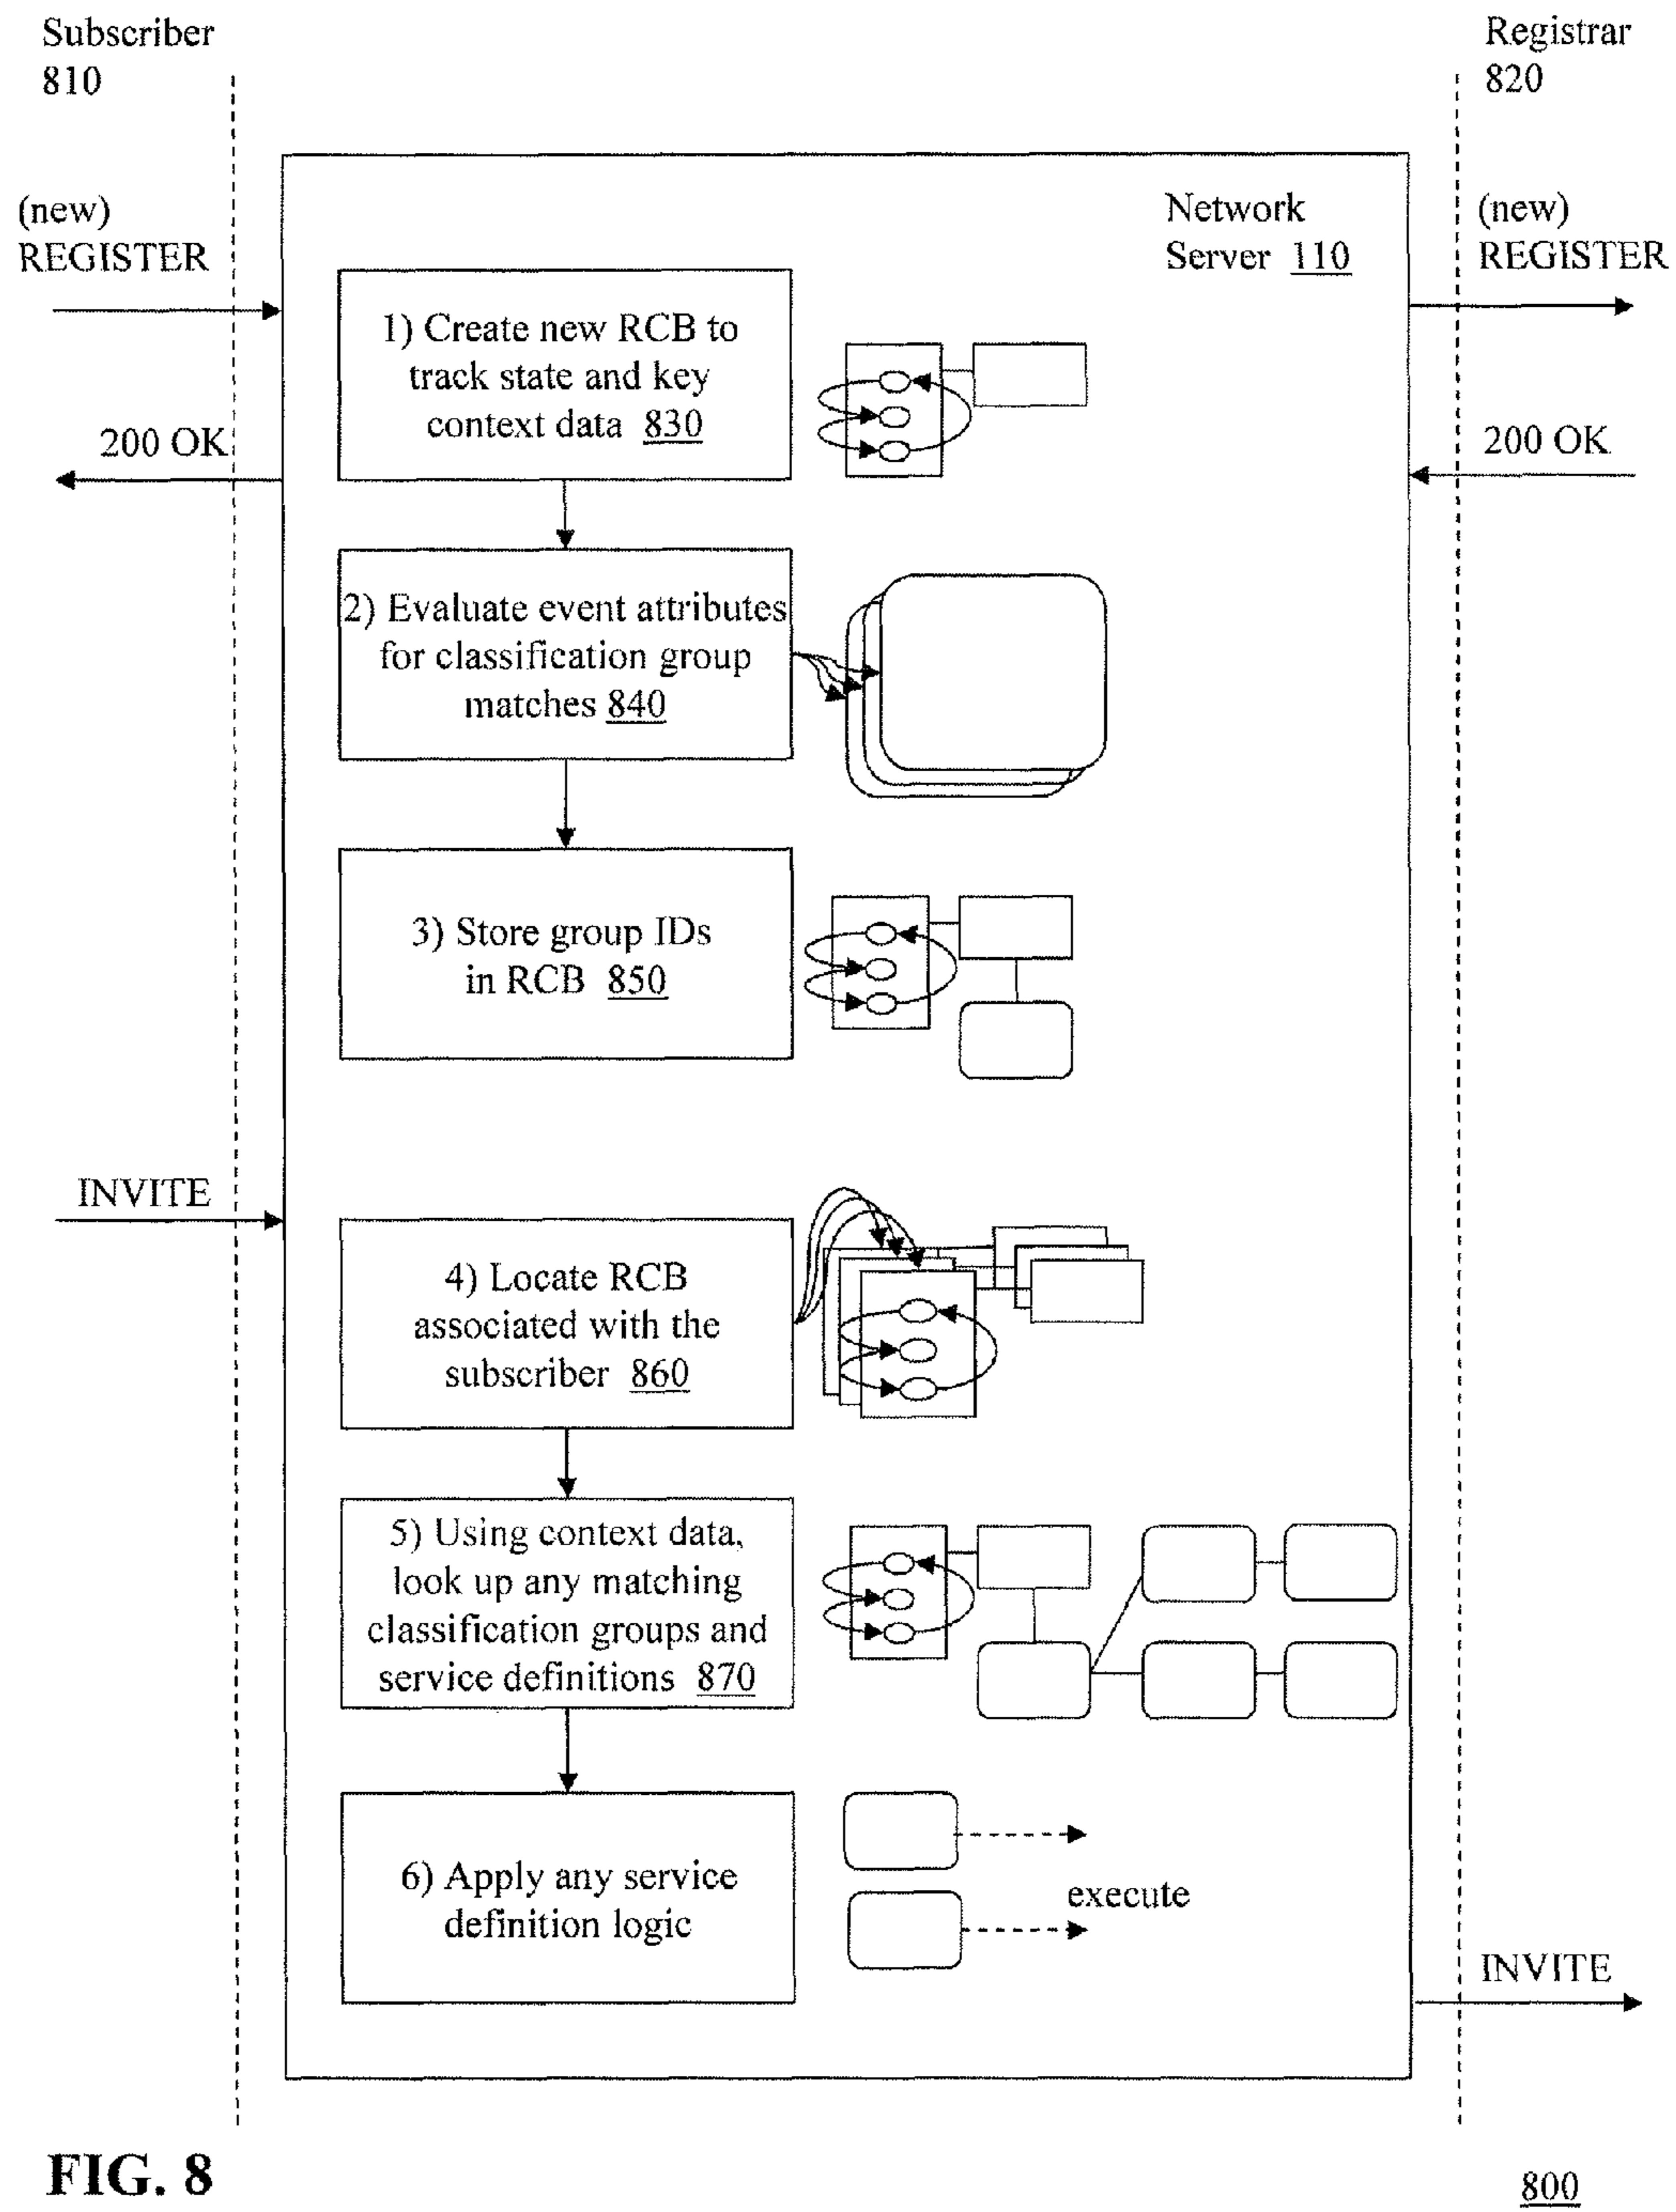 Subscriber
810
Registrar
820
(new)
REGISTER
Network
Server 110
(new)
REGISTER
1) Create new RCB to
track state and key
context data 830
200 OK
200 OK
2) Evaluate event attributes
for classification group
matches 840
3) Store group IDs
in RCB 850
INVITE
4) Locate RCB
associated with the
subscriber 860
5) Using context data,
look up any matching
classification groups and
service definitions 870
6) Apply any service
definition logic
execute
INVITE
FIG. 8
800